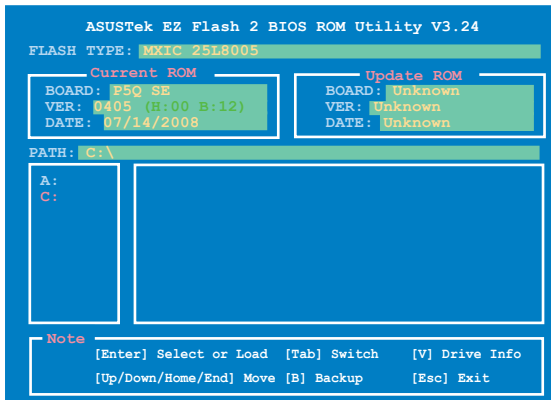 ASUSTek EZ Flash 2 BIOS ROM Utility V3.24
FLASH TYPE: MXIC 25L8005
Current ROM
BOARD: P5Q SE
VER: 0405 (H:00 B:12)
DATE: 07/14/2008
Update ROM
BOARD: Unknown
VER: Unknown
DATE: Unknown
PATH: C:\
A:
C:
Note
[Enter] Select or Load [Tab] Switch [V] Drive Info
[Up/Down/Home/End] Move [B] Backup [Esc] Exit